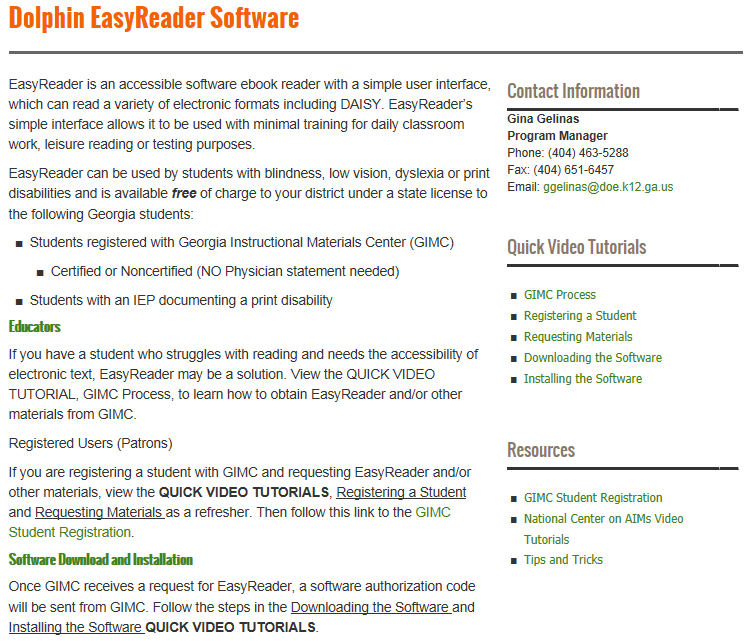 Dolphin EasyReader Software
EasyReader is an accessible software ebook reader with a simple user interface,
which can read a variety of electronic formats including DAISY. EasyReader's
simple interface allows it to be used with minimal training for daily classroom
work, leisure reading or testing purposes.
EasyReader can be used by students with blindness, low vision, dyslexia or print
disabilities and is available free of charge to your district under a state license to
the following Georgia students:
■ Students registered with Georgia Instructional Materials Center (GIMC)
■ Certified or Noncertified (NO Physician statement needed)
■ Students with an IEP documenting a print disability
Educators
If you have a student who struggles with reading and needs the accessibility of
electronic text, EasyReader may be a solution. View the QUICK VIDEO
TUTORIAL, GIMC Process, to learn how to obtain EasyReader and/or other
materials from GIMC.
Registered Users (Patrons)
If you are registering a student with GIMC and requesting EasyReader and/or
other materials, view the QUICK VIDEO TUTORIALS, Registering a Student
and Requesting Materials as a refresher. Then follow this link to the GIMC
Student Registration.
Software Download and Installation
Once GIMC receives a request for EasyReader, a software authorization code
will be sent from GIMC. Follow the steps in the Downloading the Software and
Installing the Software QUICK VIDEO TUTORIALS.
Contact Information
Gina Gelinas
Program Manager
Phone: (404) 463-5288
Fax: (404) 651-6457
Email: ggelinas@doe.k12.ga.us
Quick Video Tutorials
■ GIMC Process
■ Registering a Student
■ Requesting Materials
■ Downloading the Software
■ Installing the Software
Resources
■ GIMC Student Registration
■ National Center on AIMs Video
Tutorials
■ Tips and Tricks